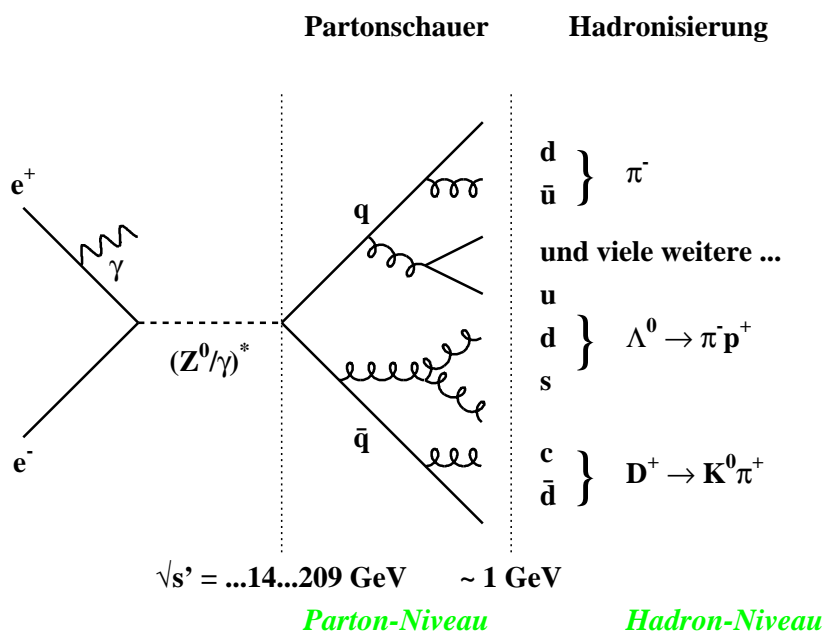 Partonschauer Hadronisierung
e⁺
γ
(Z⁰/γ)*
e⁻
q
q̄
d
ū } π⁻
und viele weitere ...
u
d } Λ⁰ → π⁻p⁺
s
c
d̄ } D⁺ → K⁰π⁺
√s’ = ...14...209 GeV ~ 1 GeV
Parton-Niveau Hadron-Niveau